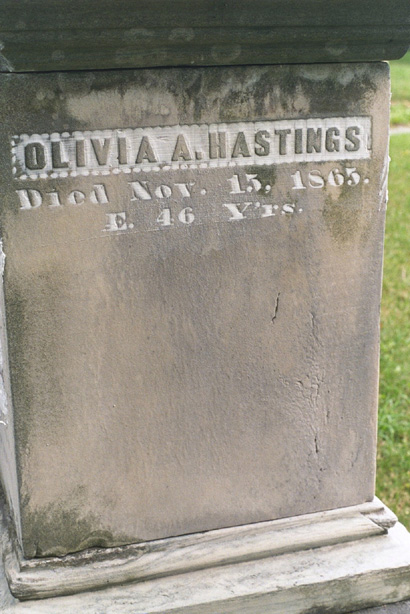 OLIVIA A. HASTINGS
Died Nov. 15, 1865.
Æ. 46 Y'rs.